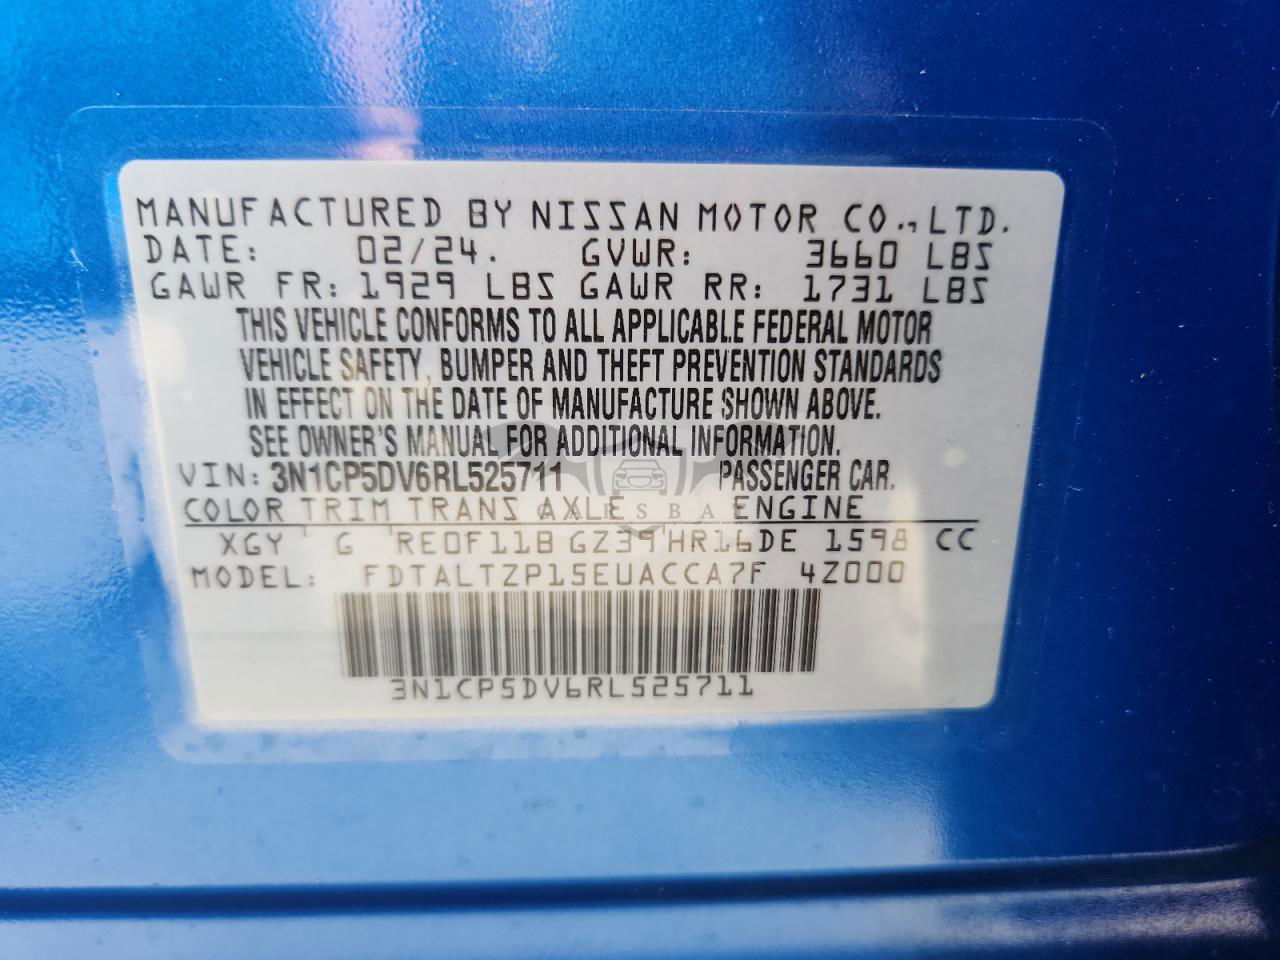 MANUFACTURED BY NISSAN MOTOR CO., LTD.
DATE: 02/24. GVWR: 3660 LBS
GAWR FR: 1929 LBS GAWR RR: 1731 LBS
THIS VEHICLE CONFORMS TO ALL APPLICABLE FEDERAL MOTOR
VEHICLE SAFETY, BUMPER AND THEFT PREVENTION STANDARDS
IN EFFECT ON THE DATE OF MANUFACTURE SHOWN ABOVE.
SEE OWNER'S MANUAL FOR ADDITIONAL INFORMATION.
VIN: 3N1CP5DV6RL525711 PASSENGER CAR.
COLOR TRIM TRANS AXLE ENGINE
CARSBA
XGY G RE0F11B GZ39 HR16DE 1598 CC
MODEL: FDTALTZP15EUACCA7F 4Z000
3N1CP5DV6RL525711